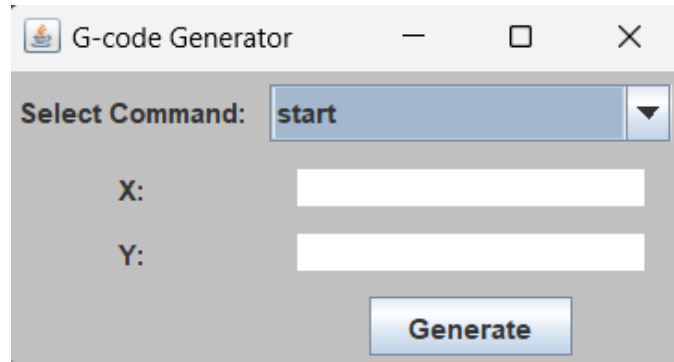 G-code Generator
Select Command: start
X:
Y:
Generate